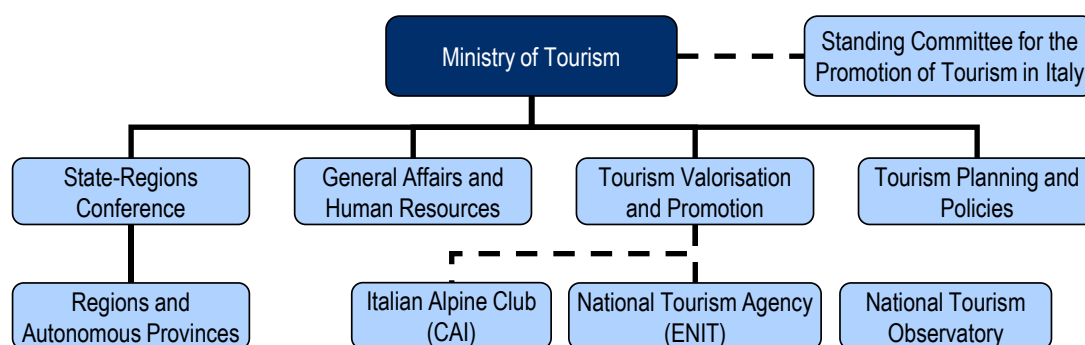 Ministry of Tourism
Standing Committee for the
Promotion of Tourism in Italy
State-Regions
Conference
General Affairs and
Human Resources
Tourism Valorisation
and Promotion
Tourism Planning and
Policies
Regions and
Autonomous Provinces
Italian Alpine Club
(CAI)
National Tourism Agency
(ENIT)
National Tourism
Observatory